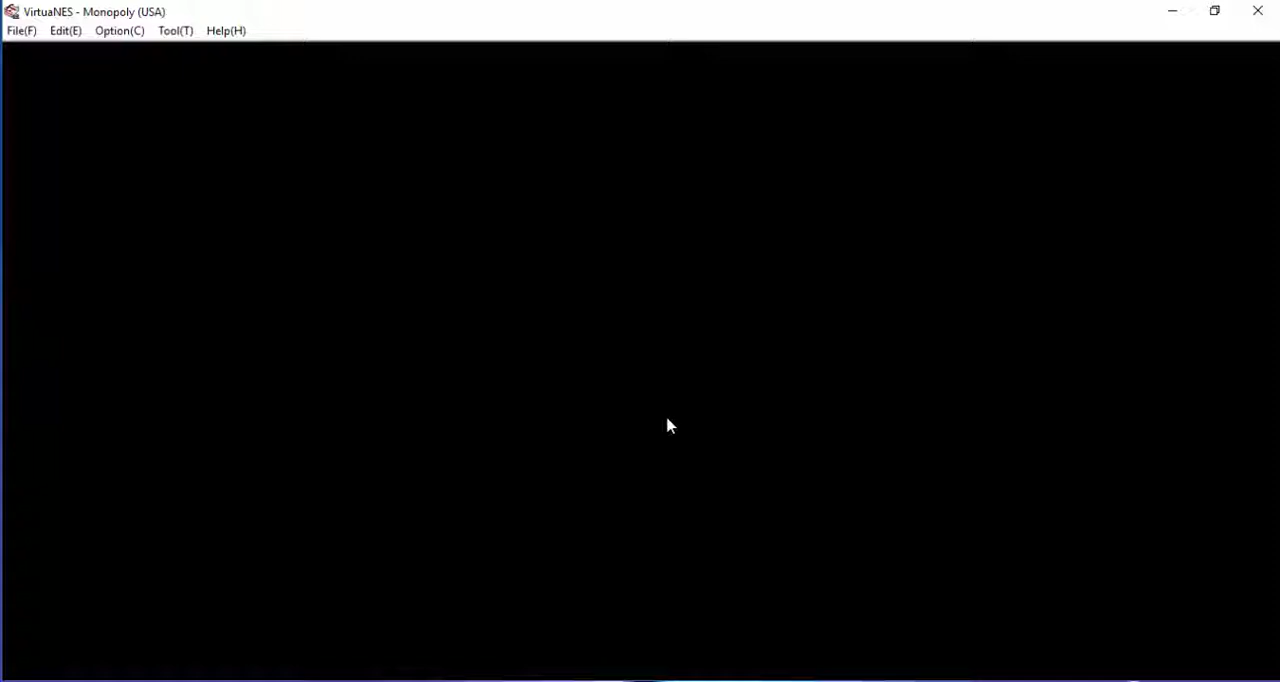 VirtuaNES - Monopoly (USA)
File(F) Edit(E) Option(C) Tool(T) Help(H)